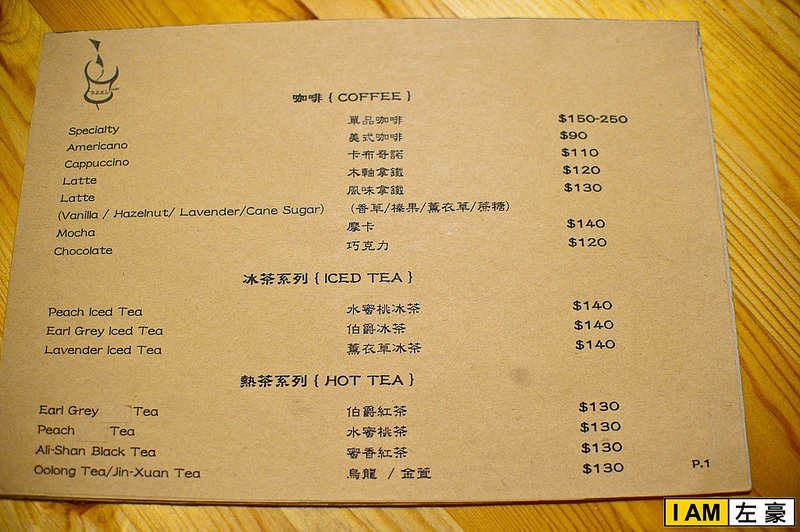 咖啡 { COFFEE }
Specialty 單品咖啡 $150-250
Americano 美式咖啡 $90
Cappuccino 卡布奇諾 $110
Latte 木軸拿鐵 $120
Latte 風味拿鐵 $130
(Vanilla / Hazelnut/ Lavender/Cane Sugar) (香草/榛果/薰衣草/蔗糖)
Mocha 摩卡 $140
Chocolate 巧克力 $120
冰茶系列 { ICED TEA }
Peach Iced Tea 水蜜桃冰茶 $140
Earl Grey Iced Tea 伯爵冰茶 $140
Lavender Iced Tea 薰衣草冰茶 $140
熱茶系列 { HOT TEA }
Earl Grey Tea 伯爵紅茶 $130
Peach Tea 水蜜桃茶 $130
Ali-Shan Black Tea 蜜香紅茶 $130
Oolong Tea/Jin-Xuan Tea 烏龍 / 金萱 $130
P.1
I AM 左豪